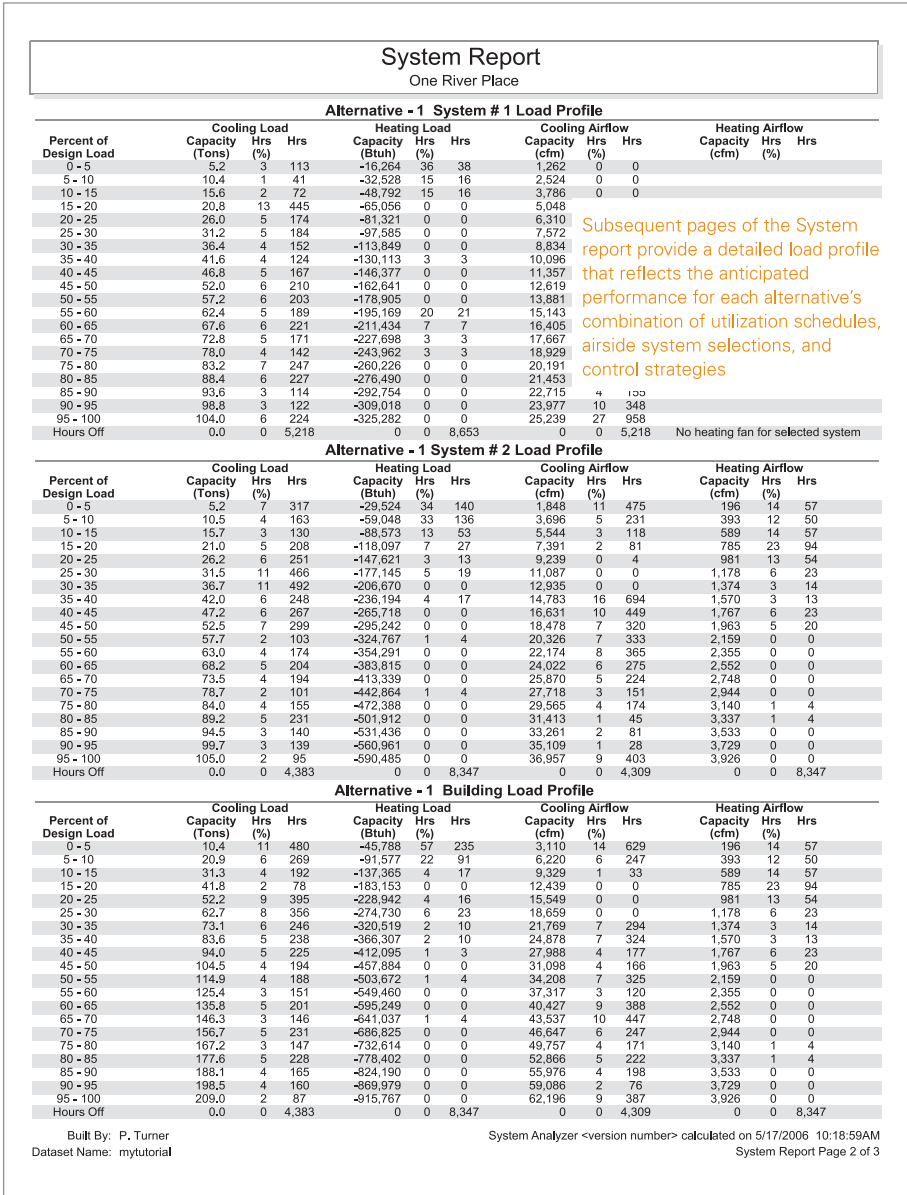 System Report
One River Place
Alternative - 1 System # 1 Load Profile
Cooling Load Heating Load Cooling Airflow Heating Airflow
Percent of Capacity Hrs Hrs Capacity Hrs Hrs Capacity Hrs Hrs Capacity Hrs Hrs
Design Load (Tons) (%) (Btuh) (%) (cfm) (%) (cfm) (%)
0 - 5 5.2 3 113 -16,264 36 38 1,262 0 0
5 - 10 10.4 1 41 -32,528 15 16 2,524 0 0
10 - 15 15.6 2 72 -48,792 15 16 3,786 0 0
15 - 20 20.8 13 445 -65,056 0 0 5,048
20 - 25 26.0 5 174 -81,321 0 0 6,310
25 - 30 31.2 5 184 -97,585 0 0 7,572
30 - 35 36.4 4 152 -113,849 0 0 8,834
35 - 40 41.6 4 124 -130,113 3 3 10,096
40 - 45 46.8 5 167 -146,377 0 0 11,357
45 - 50 52.0 6 210 -162,641 0 0 12,619
50 - 55 57.2 6 203 -178,905 0 0 13,881
55 - 60 62.4 5 189 -195,169 20 21 15,143
60 - 65 67.6 6 221 -211,434 7 7 16,405
65 - 70 72.8 5 171 -227,698 3 3 17,667
70 - 75 78.0 4 142 -243,962 3 3 18,929
75 - 80 83.2 7 247 -260,226 0 0 20,191
80 - 85 88.4 6 227 -276,490 0 0 21,453
85 - 90 93.6 3 114 -292,754 0 0 22,715 4 155
90 - 95 98.8 3 122 -309,018 0 0 23,977 10 348
95 - 100 104.0 6 224 -325,282 0 0 25,239 27 958
Hours Off 0.0 0 5,218 0 0 8,653 0 0 5,218 No heating fan for selected system
Subsequent pages of the System
report provide a detailed load profile
that reflects the anticipated
performance for each alternative's
combination of utilization schedules,
airside system selections, and
control strategies
Alternative - 1 System # 2 Load Profile
Cooling Load Heating Load Cooling Airflow Heating Airflow
Percent of Capacity Hrs Hrs Capacity Hrs Hrs Capacity Hrs Hrs Capacity Hrs Hrs
Design Load (Tons) (%) (Btuh) (%) (cfm) (%) (cfm) (%)
0 - 5 5.2 7 317 -29,524 34 140 1,848 11 475 196 14 57
5 - 10 10.5 4 163 -59,048 33 136 3,696 5 231 393 12 50
10 - 15 15.7 3 130 -88,573 13 53 5,544 3 118 589 14 57
15 - 20 21.0 5 208 -118,097 7 27 7,391 2 81 785 23 94
20 - 25 26.2 6 251 -147,621 3 13 9,239 0 4 981 13 54
25 - 30 31.5 11 466 -177,145 5 19 11,087 0 0 1,178 6 23
30 - 35 36.7 11 492 -206,670 0 0 12,935 0 0 1,374 3 14
35 - 40 42.0 6 248 -236,194 4 17 14,783 16 694 1,570 3 13
40 - 45 47.2 6 267 -265,718 0 0 16,631 10 449 1,767 6 23
45 - 50 52.5 7 299 -295,242 0 0 18,478 7 320 1,963 5 20
50 - 55 57.7 2 103 -324,767 1 4 20,326 7 333 2,159 0 0
55 - 60 63.0 4 174 -354,291 0 0 22,174 8 365 2,355 0 0
60 - 65 68.2 5 204 -383,815 0 0 24,022 6 275 2,552 0 0
65 - 70 73.5 4 194 -413,339 0 0 25,870 5 224 2,748 0 0
70 - 75 78.7 2 101 -442,864 1 4 27,718 3 151 2,944 0 0
75 - 80 84.0 4 155 -472,388 0 0 29,565 4 174 3,140 1 4
80 - 85 89.2 5 231 -501,912 0 0 31,413 1 45 3,337 1 4
85 - 90 94.5 3 140 -531,436 0 0 33,261 2 81 3,533 0 0
90 - 95 99.7 3 139 -560,961 0 0 35,109 1 28 3,729 0 0
95 - 100 105.0 2 95 -590,485 0 0 36,957 9 403 3,926 0 0
Hours Off 0.0 0 4,383 0 0 8,347 0 0 4,309 0 0 8,347
Alternative - 1 Building Load Profile
Cooling Load Heating Load Cooling Airflow Heating Airflow
Percent of Capacity Hrs Hrs Capacity Hrs Hrs Capacity Hrs Hrs Capacity Hrs Hrs
Design Load (Tons) (%) (Btuh) (%) (cfm) (%) (cfm) (%)
0 - 5 10.4 11 480 -45,788 57 235 3,110 14 629 196 14 57
5 - 10 20.9 6 269 -91,577 22 91 6,220 6 247 393 12 50
10 - 15 31.3 4 192 -137,365 4 17 9,329 1 33 589 14 57
15 - 20 41.8 2 78 -183,153 0 0 12,439 0 0 785 23 94
20 - 25 52.2 9 395 -228,942 4 16 15,549 0 0 981 13 54
25 - 30 62.7 8 356 -274,730 6 23 18,659 0 0 1,178 6 23
30 - 35 73.1 6 246 -320,519 2 10 21,769 7 294 1,374 3 14
35 - 40 83.6 5 238 -366,307 2 10 24,878 7 324 1,570 3 13
40 - 45 94.0 5 225 -412,095 1 3 27,988 4 177 1,767 6 23
45 - 50 104.5 4 194 -457,884 0 0 31,098 4 166 1,963 5 20
50 - 55 114.9 4 188 -503,672 1 4 34,208 7 325 2,159 0 0
55 - 60 125.4 3 151 -549,460 0 0 37,317 3 120 2,355 0 0
60 - 65 135.8 5 201 -595,249 0 0 40,427 9 388 2,552 0 0
65 - 70 146.3 3 146 -641,037 1 4 43,537 10 447 2,748 0 0
70 - 75 156.7 5 231 -686,825 0 0 46,647 6 247 2,944 0 0
75 - 80 167.2 3 147 -732,614 0 0 49,757 4 171 3,140 1 4
80 - 85 177.6 5 228 -778,402 0 0 52,866 5 222 3,337 1 4
85 - 90 188.1 4 165 -824,190 0 0 55,976 4 198 3,533 0 0
90 - 95 198.5 4 160 -869,979 0 0 59,086 2 76 3,729 0 0
95 - 100 209.0 2 87 -915,767 0 0 62,196 9 387 3,926 0 0
Hours Off 0.0 0 4,383 0 0 8,347 0 0 4,309 0 0 8,347
Built By: P. Turner System Analyzer <version number> calculated on 5/17/2006 10:18:59AM
Dataset Name: mytutorial System Report Page 2 of 3